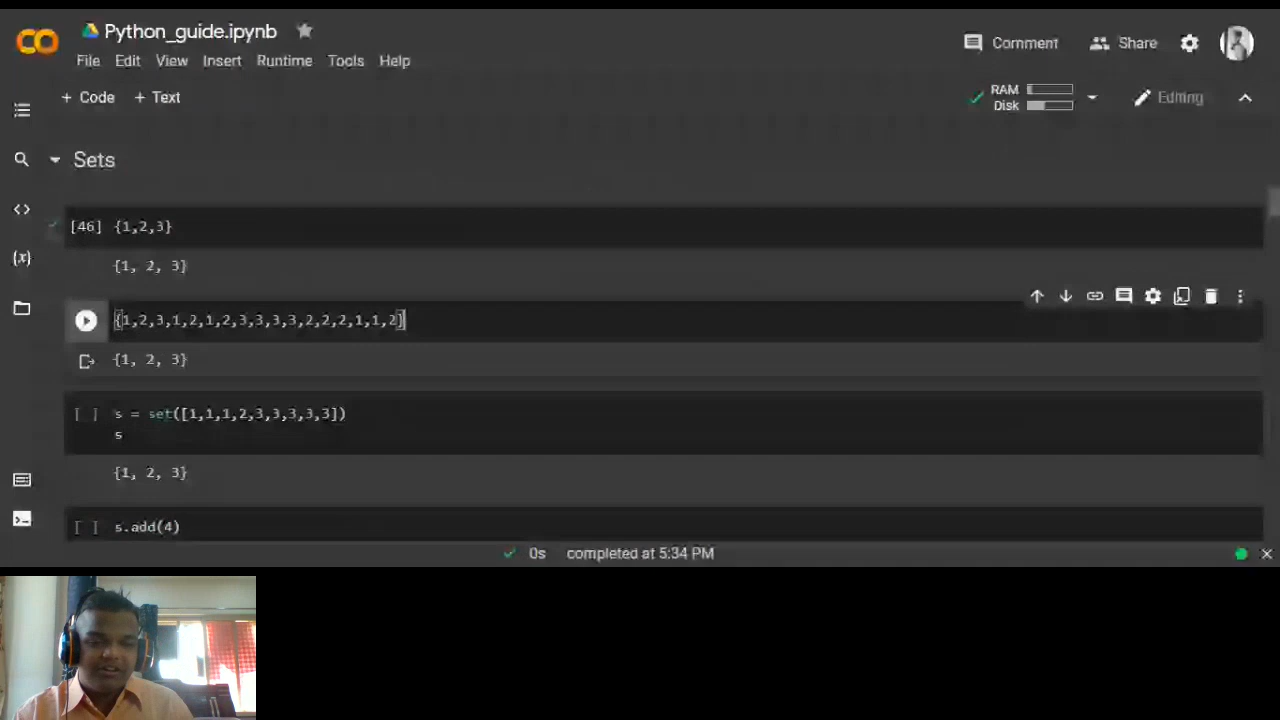 Python_guide.ipynb
File Edit View Insert Runtime Tools Help
Comment Share
+ Code + Text
RAM
Disk
Editing
Sets
[46] {1,2,3}
{1, 2, 3}
{1,2,3,1,2,1,2,3,3,3,3,2,2,2,1,1,2}
{1, 2, 3}
[ ] s = set([1,1,1,2,3,3,3,3,3])
s
{1, 2, 3}
[ ] s.add(4)
0s completed at 5:34 PM